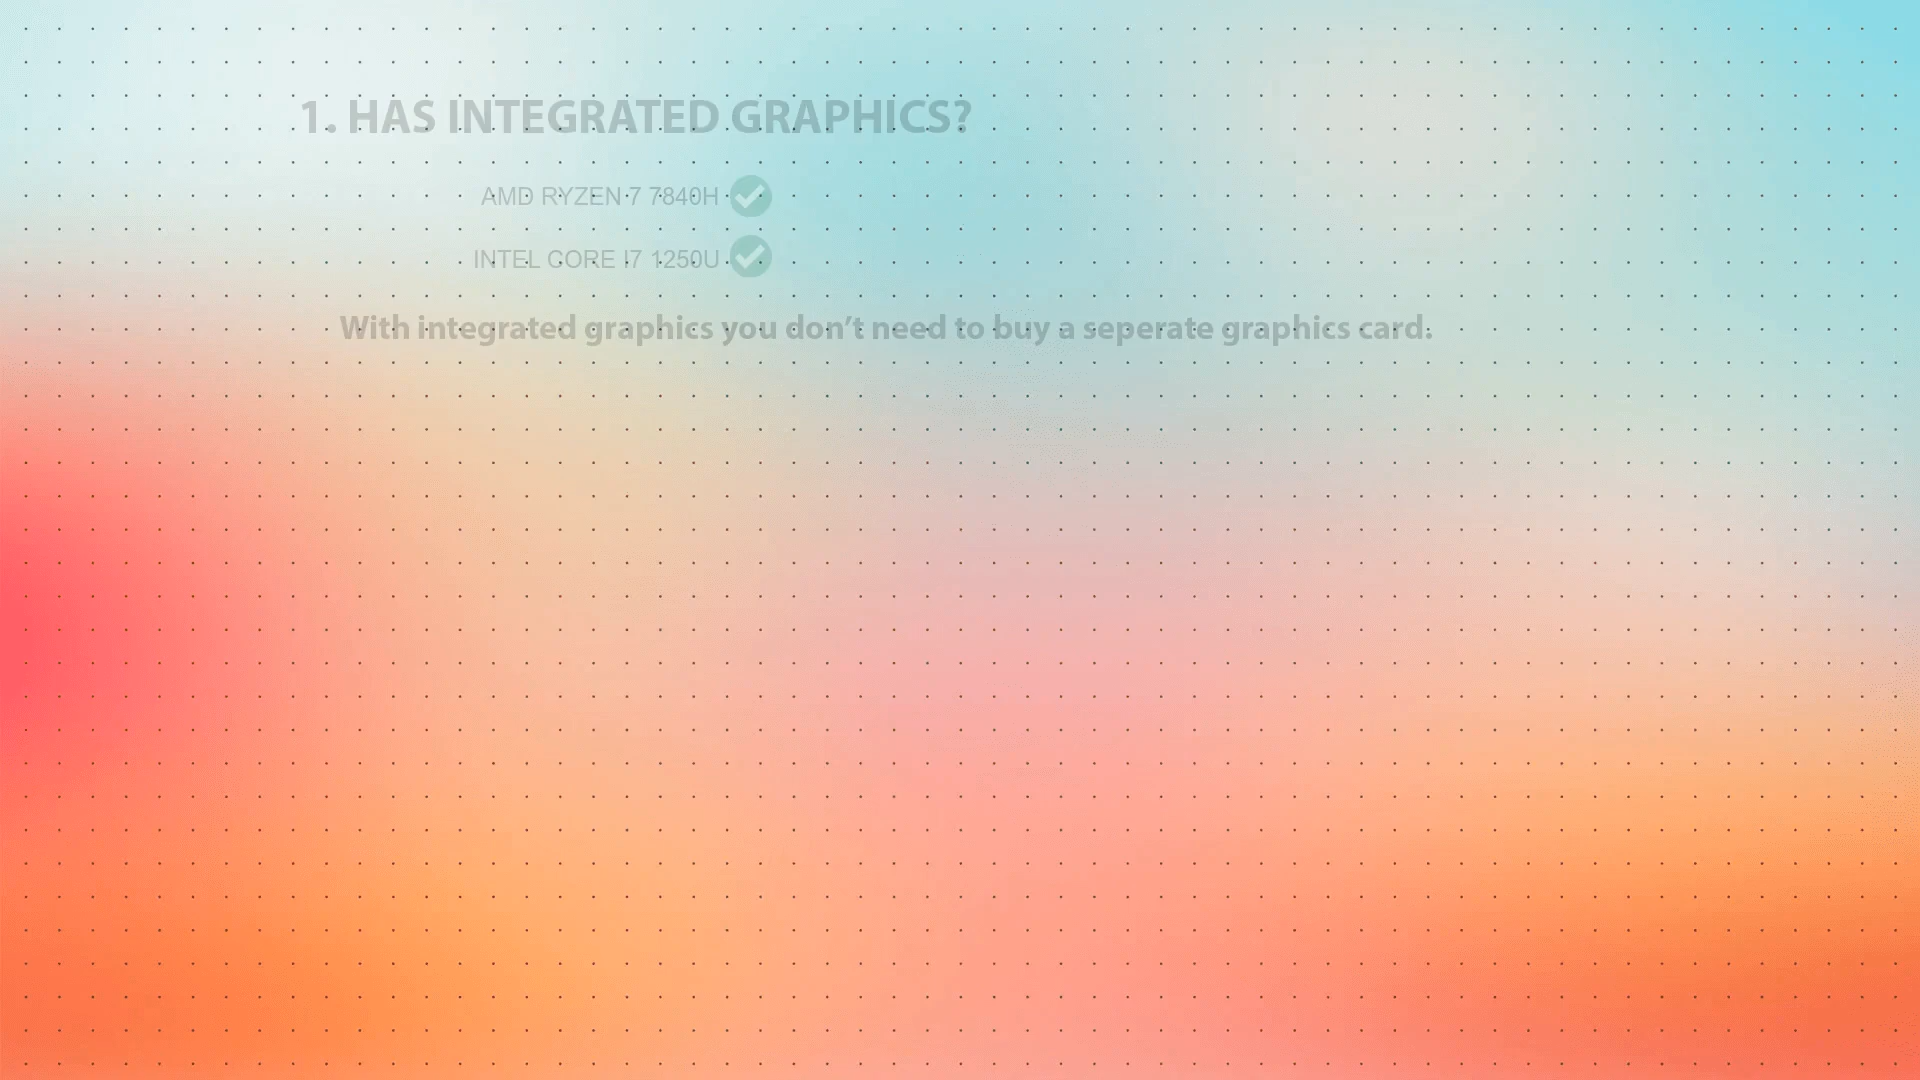 1. HAS INTEGRATED GRAPHICS?
AMD RYZEN 7 7840H
INTEL CORE I7 1250U
With integrated graphics you don’t need to buy a seperate graphics card.